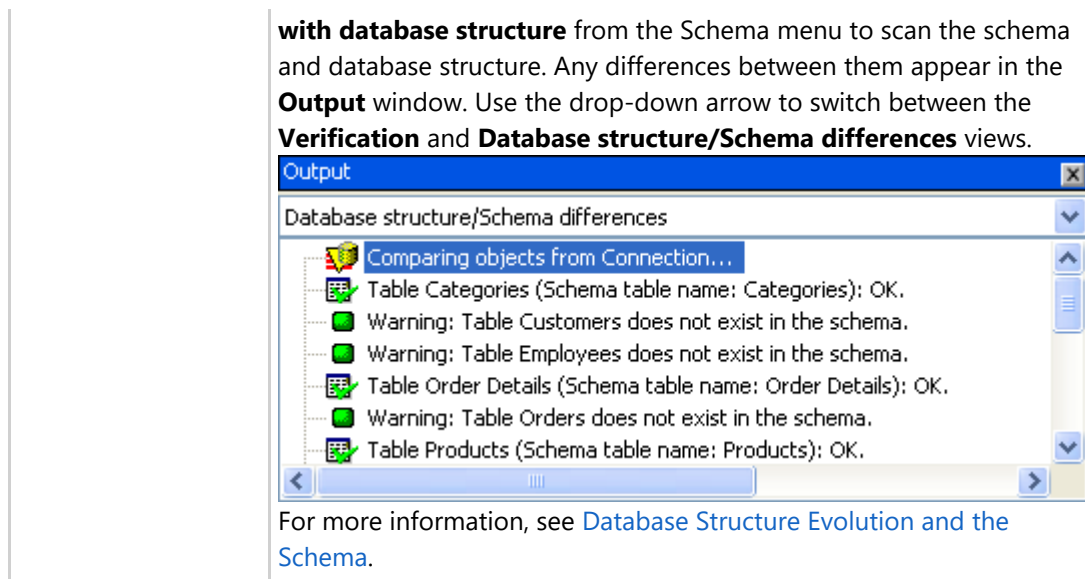 with database structure from the Schema menu to scan the schema
and database structure. Any differences between them appear in the
Output window. Use the drop-down arrow to switch between the
Verification and Database structure/Schema differences views.
Output
Database structure/Schema differences
Comparing objects from Connection...
Table Categories (Schema table name: Categories): OK.
Warning: Table Customers does not exist in the schema.
Warning: Table Employees does not exist in the schema.
Table Order Details (Schema table name: Order Details): OK.
Warning: Table Orders does not exist in the schema.
Table Products (Schema table name: Products): OK.
For more information, see Database Structure Evolution and the
Schema.